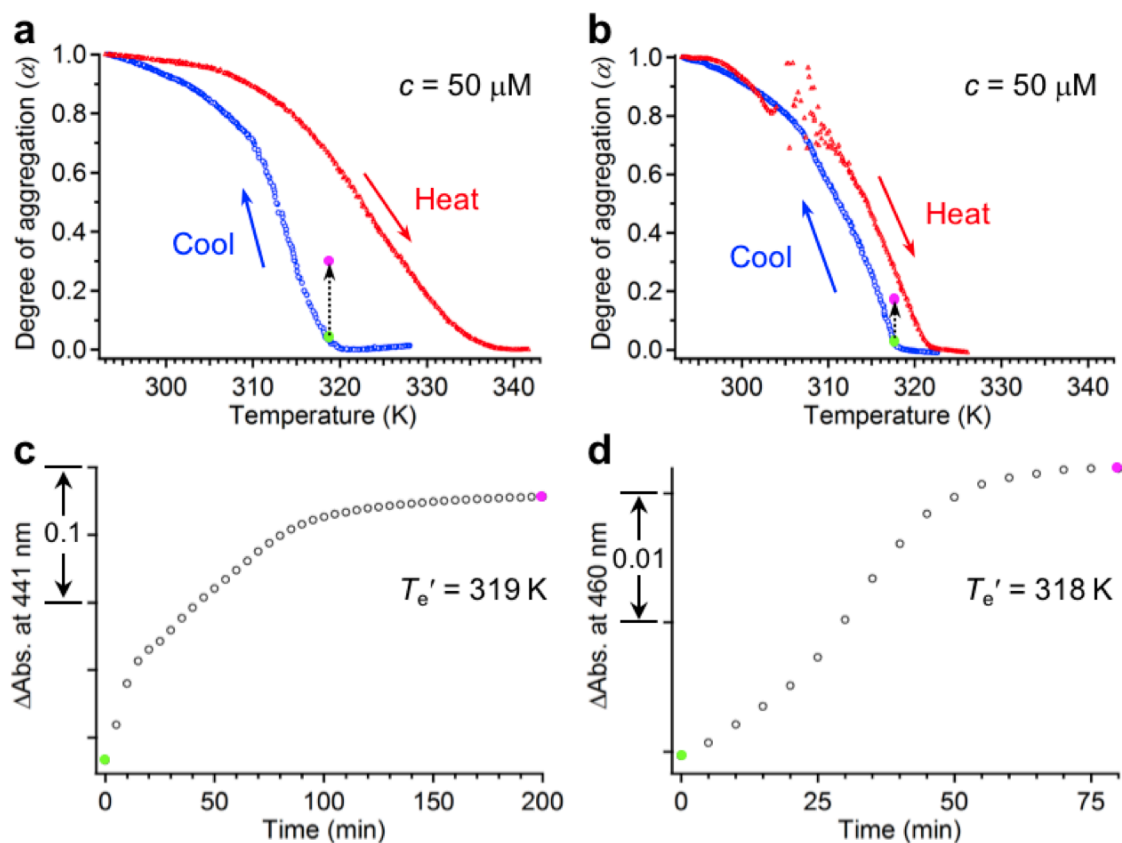 a
1.0
0.8
0.6
0.4
0.2
0.0
Degree of aggregation (α)
c = 50 μM
Heat
Cool
300
310
320
330
340
Temperature (K)
b
1.0
0.8
0.6
0.4
0.2
0.0
Degree of aggregation (α)
c = 50 μM
Heat
Cool
300
310
320
330
340
Temperature (K)
c
0.1
ΔAbs. at 441 nm
Te′ = 319 K
0
50
100
150
200
Time (min)
d
0.01
ΔAbs. at 460 nm
Te′ = 318 K
0
25
50
75
Time (min)